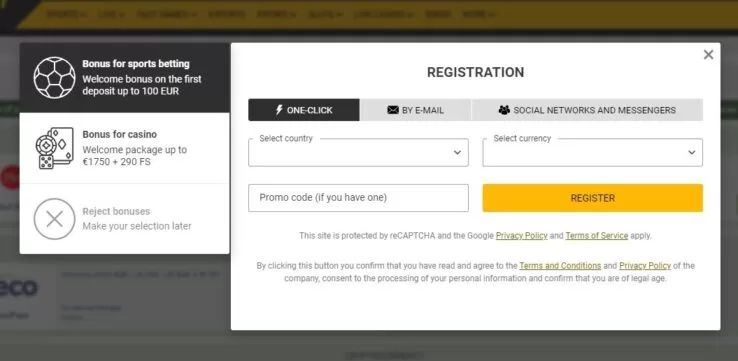 Bonus for sports betting
Welcome bonus on the first
deposit up to 100 EUR
Bonus for casino
Welcome package up to
€1750 + 290 FS
Reject bonuses
Make your selection later
REGISTRATION
ONE-CLICK
BY E-MAIL
SOCIAL NETWORKS AND MESSENGERS
Select country
Select currency
Promo code (if you have one)
REGISTER
This site is protected by reCAPTCHA and the Google Privacy Policy and Terms of Service apply.
By clicking this button you confirm that you have read and agree to the Terms and Conditions and Privacy Policy of the
company, consent to the processing of your personal information and confirm that you are of legal age.